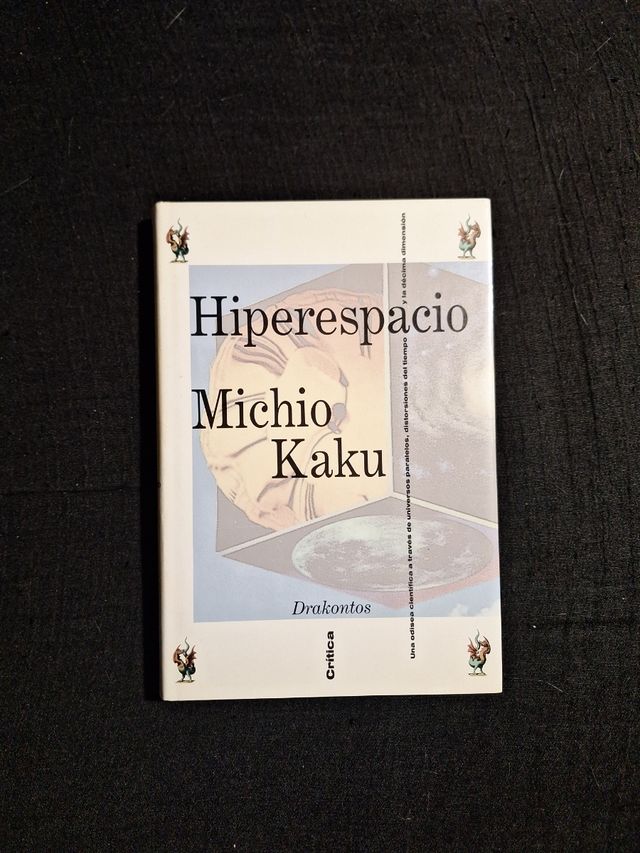 Hiperespacio
Michio
Kaku
Una odisea científica a través de universos paralelos, distorsiones del tiempo y la décima dimensión
Drakontos
Crítica